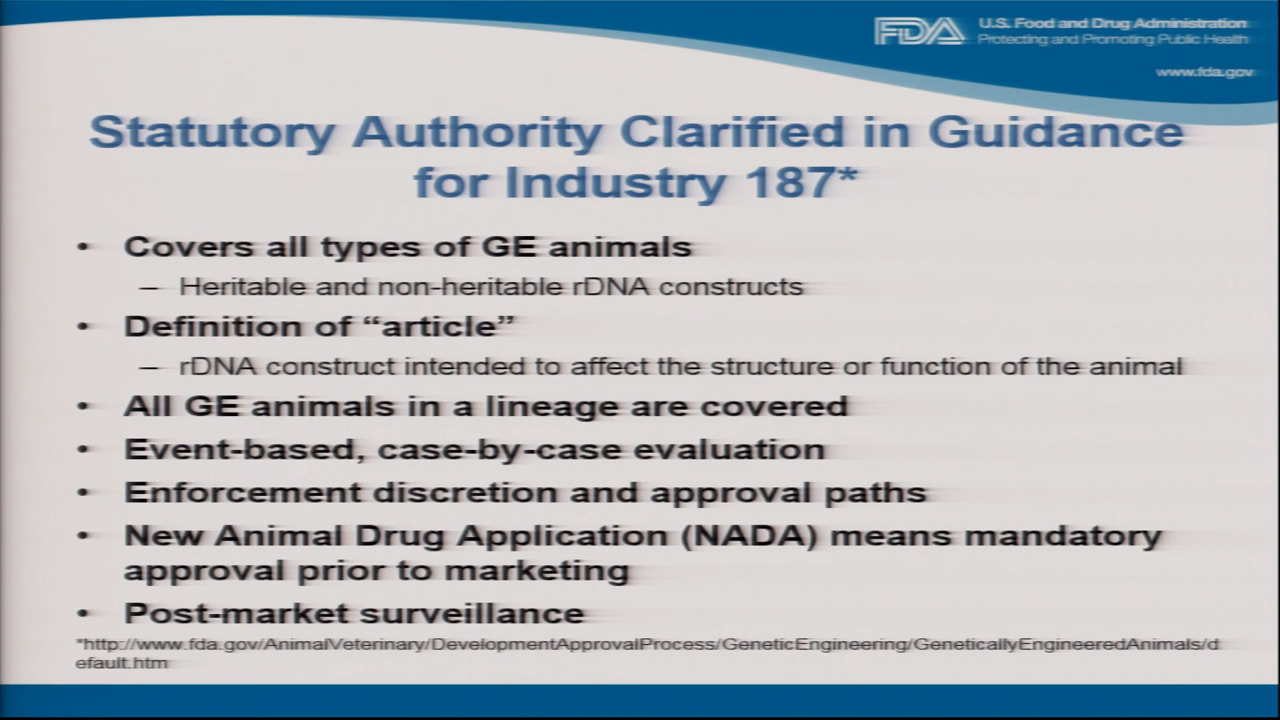 FDA U.S. Food and Drug Administration
Protecting and Promoting Public Health
www.fda.gov
Statutory Authority Clarified in Guidance
for Industry 187*
• Covers all types of GE animals
– Heritable and non-heritable rDNA constructs
• Definition of “article”
– rDNA construct intended to affect the structure or function of the animal
• All GE animals in a lineage are covered
• Event-based, case-by-case evaluation
• Enforcement discretion and approval paths
• New Animal Drug Application (NADA) means mandatory
approval prior to marketing
• Post-market surveillance
*http://www.fda.gov/AnimalVeterinary/DevelopmentApprovalProcess/GeneticEngineering/GeneticallyEngineeredAnimals/d
efault.htm